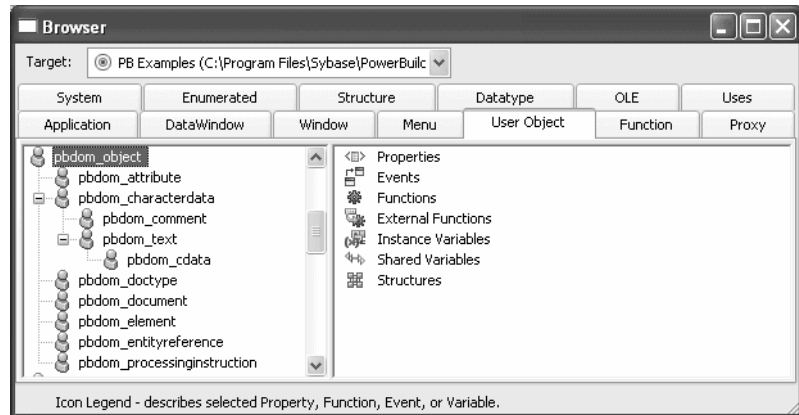 Browser
Target: PB Examples (C:\Program Files\Sybase\PowerBuilc
System Enumerated Structure Datatype OLE Uses
Application DataWindow Window Menu User Object Function Proxy
pbdom_object
pbdom_attribute
pbdom_characterdata
pbdom_comment
pbdom_text
pbdom_cdata
pbdom_doctype
pbdom_document
pbdom_element
pbdom_entityreference
pbdom_processinginstruction
Properties
Events
Functions
External Functions
Instance Variables
Shared Variables
Structures
Icon Legend - describes selected Property, Function, Event, or Variable.